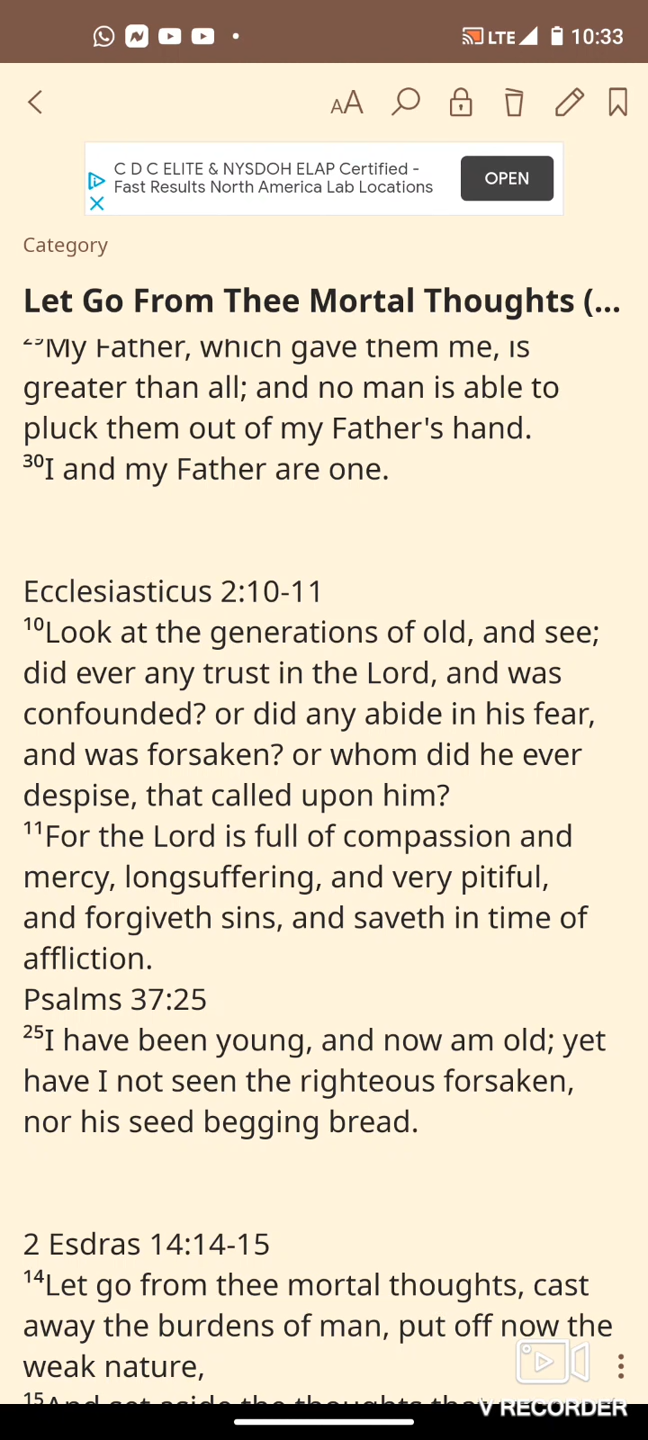 LTE 10:33
AA
C D C ELITE & NYSDOH ELAP Certified -
Fast Results North America Lab Locations
OPEN
Category
Let Go From Thee Mortal Thoughts (...
²⁹My Father, which gave them me, is
greater than all; and no man is able to
pluck them out of my Father's hand.
³⁰I and my Father are one.
Ecclesiasticus 2:10-11
¹⁰Look at the generations of old, and see;
did ever any trust in the Lord, and was
confounded? or did any abide in his fear,
and was forsaken? or whom did he ever
despise, that called upon him?
¹¹For the Lord is full of compassion and
mercy, longsuffering, and very pitiful,
and forgiveth sins, and saveth in time of
affliction.
Psalms 37:25
²⁵I have been young, and now am old; yet
have I not seen the righteous forsaken,
nor his seed begging bread.
2 Esdras 14:14-15
¹⁴Let go from thee mortal thoughts, cast
away the burdens of man, put off now the
weak nature,
¹⁵And set aside the thoughts
V RECORDER